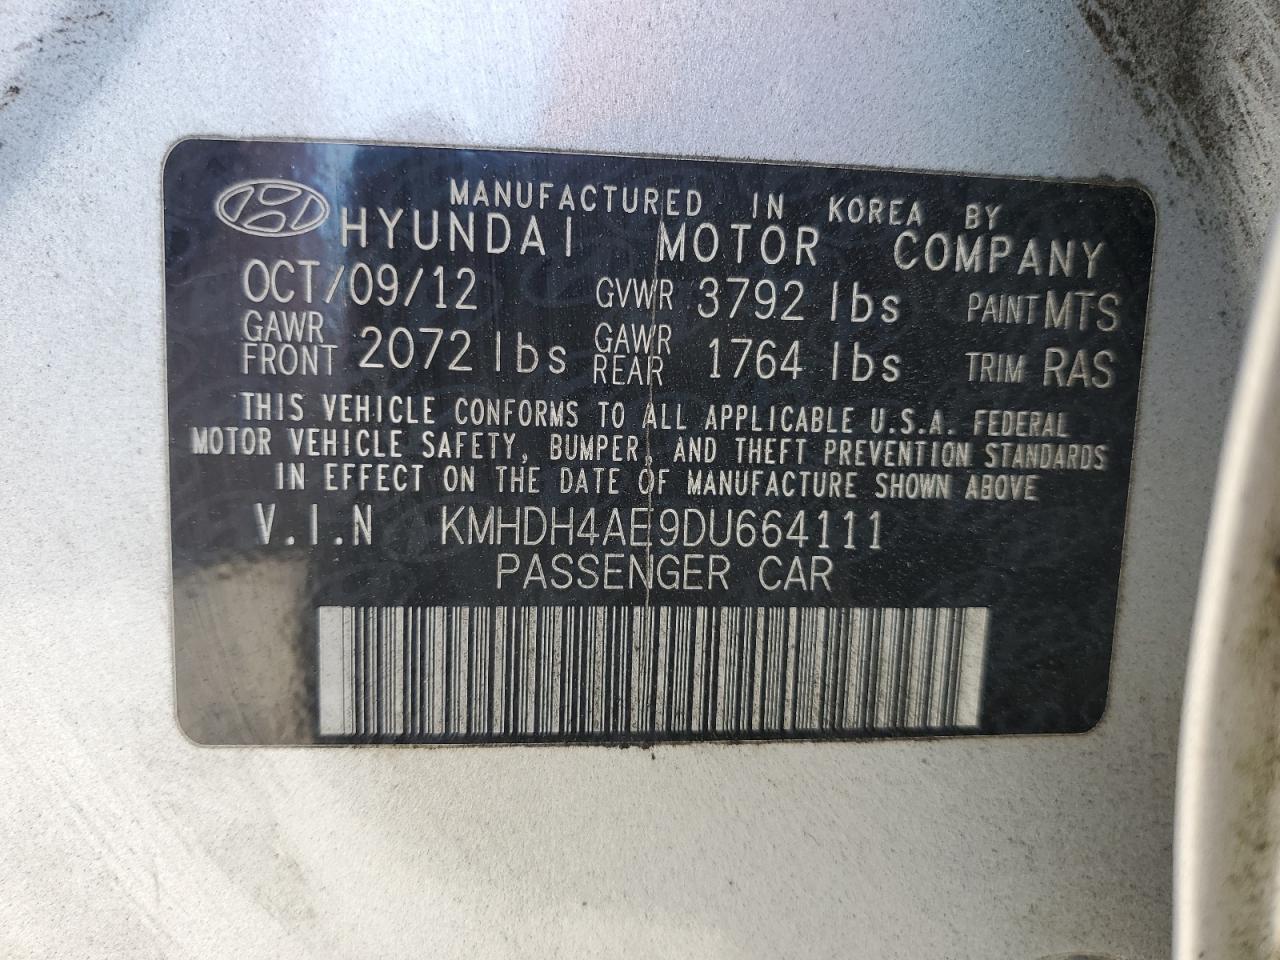 MANUFACTURED IN KOREA BY
HYUNDAI MOTOR COMPANY
OCT/09/12 GVWR 3792 lbs PAINT MTS
GAWR FRONT 2072 lbs GAWR REAR 1764 lbs TRIM RAS
THIS VEHICLE CONFORMS TO ALL APPLICABLE U.S.A. FEDERAL
MOTOR VEHICLE SAFETY, BUMPER, AND THEFT PREVENTION STANDARDS
IN EFFECT ON THE DATE OF MANUFACTURE SHOWN ABOVE
V.I.N KMHDH4AE9DU664111
PASSENGER CAR